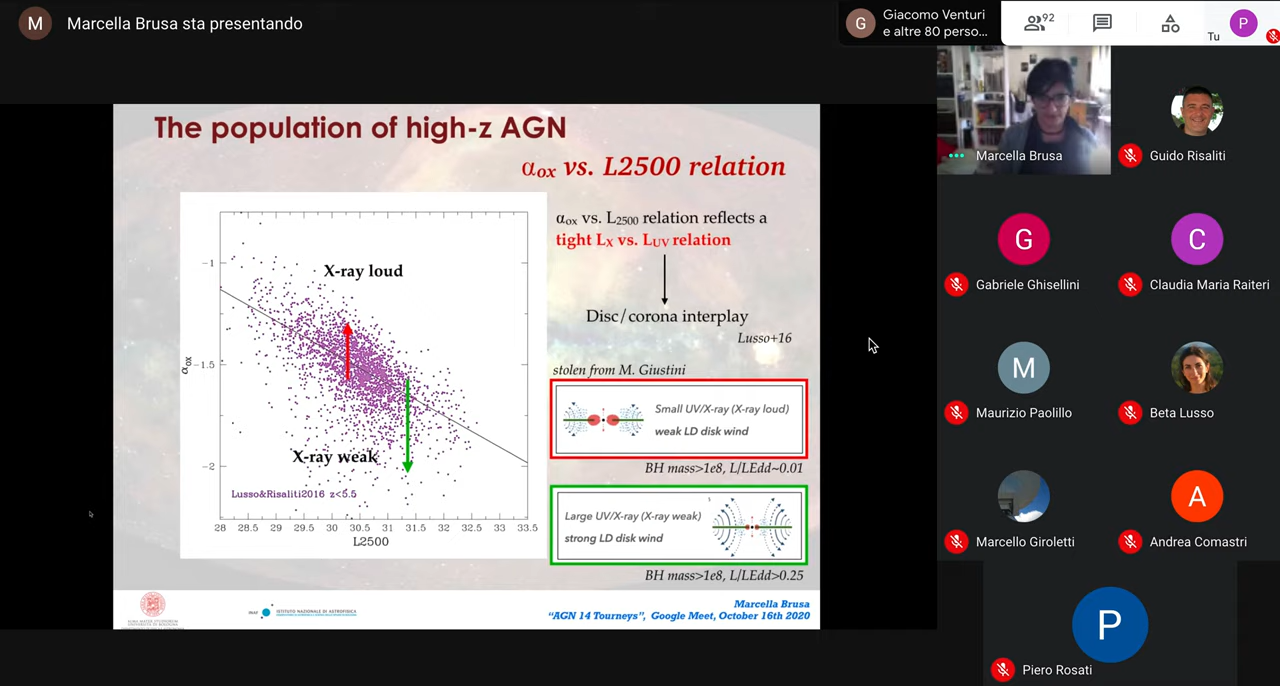 M
Marcella Brusa sta presentando
G
Giacomo Venturi
e altre 80 perso...
92
Tu
P
The population of high-z AGN
αox vs. L2500 relation
αox vs. L2500 relation reflects a
tight LX vs. LUV relation
Disc/corona interplay
Lusso+16
X-ray loud
X-ray weak
Lusso&Risaliti2016 z<5.5
αox
-1
-1.5
-2
28 28.5 29 29.5 30 30.5 31 31.5 32 32.5 33 33.5
L2500
stolen from M. Giustini
Small UV/X-ray (X-ray loud)
weak LD disk wind
BH mass>1e8, L/LEdd~0.01
Large UV/X-ray (X-ray weak)
strong LD disk wind
BH mass>1e8, L/LEdd>0.25
ALMA MATER STUDIORUM
UNIVERSITÀ DI BOLOGNA
INAF
ISTITUTO NAZIONALE DI ASTROFISICA
Marcella Brusa
"AGN 14 Tourneys", Google Meet, October 16th 2020
Marcella Brusa
Guido Risaliti
G
Gabriele Ghisellini
C
Claudia Maria Raiteri
M
Maurizio Paolillo
Beta Lusso
Marcello Giroletti
A
Andrea Comastri
P
Piero Rosati